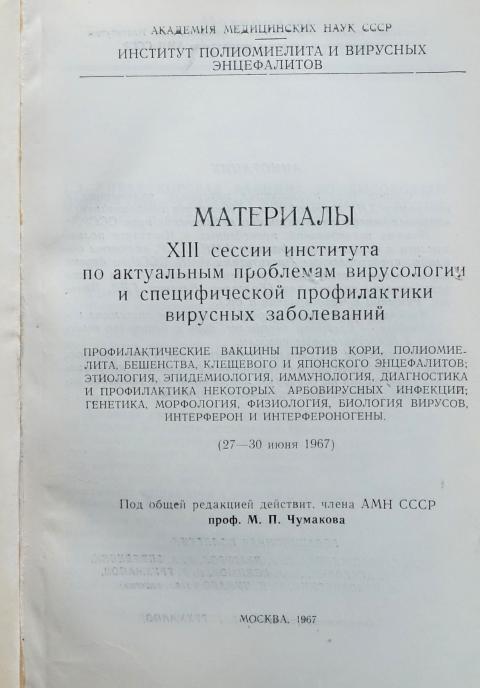 АКАДЕМИЯ МЕДИЦИНСКИХ НАУК СССР
ИНСТИТУТ ПОЛИОМИЕЛИТА И ВИРУСНЫХ
ЭНЦЕФАЛИТОВ
МАТЕРИАЛЫ
XIII сессии института
по актуальным проблемам вирусологии
и специфической профилактики
вирусных заболеваний
ПРОФИЛАКТИЧЕСКИЕ ВАКЦИНЫ ПРОТИВ КОРИ, ПОЛИОМИЕ-
ЛИТА, БЕШЕНСТВА, КЛЕЩЕВОГО И ЯПОНСКОГО ЭНЦЕФАЛИТОВ;
ЭТИОЛОГИЯ, ЭПИДЕМИОЛОГИЯ, ИММУНОЛОГИЯ, ДИАГНОСТИКА
И ПРОФИЛАКТИКА НЕКОТОРЫХ АРБОВИРУСНЫХ ИНФЕКЦИЙ;
ГЕНЕТИКА, МОРФОЛОГИЯ, ФИЗИОЛОГИЯ, БИОЛОГИЯ ВИРУСОВ,
ИНТЕРФЕРОН И ИНТЕРФЕРОНОГЕНЫ.
(27—30 июня 1967)
Под общей редакцией действит. члена АМН СССР
проф. М. П. Чумакова
МОСКВА, 1967